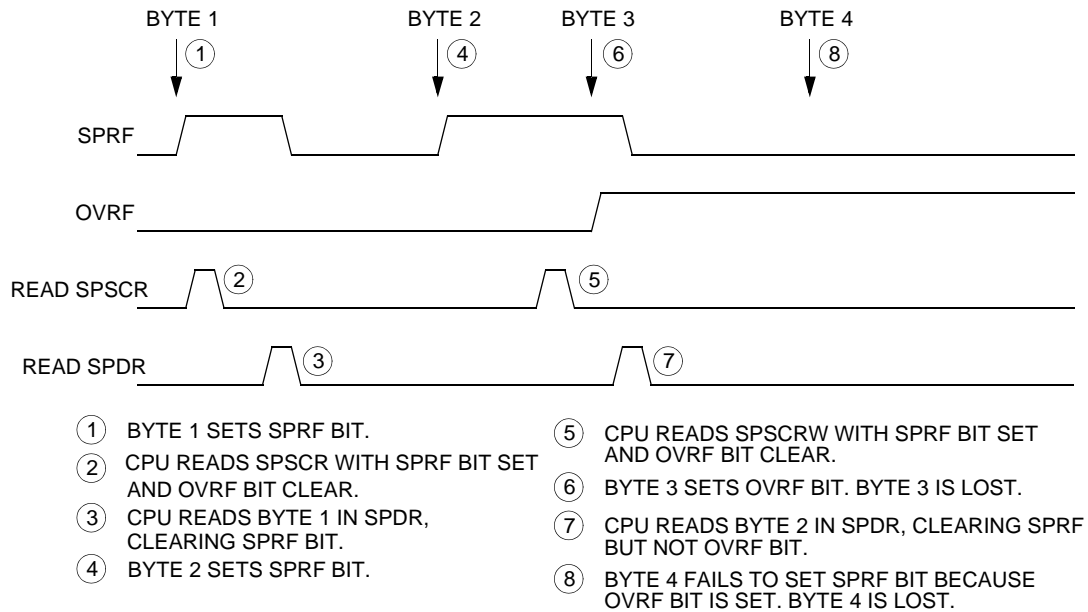 BYTE 1 BYTE 2 BYTE 3 BYTE 4
1 4 6 8
SPRF
OVRF
READ SPSCR 2 5
READ SPDR 3 7
1 BYTE 1 SETS SPRF BIT.
2 CPU READS SPSCR WITH SPRF BIT SET
AND OVRF BIT CLEAR.
3 CPU READS BYTE 1 IN SPDR,
CLEARING SPRF BIT.
4 BYTE 2 SETS SPRF BIT.
5 CPU READS SPSCRW WITH SPRF BIT SET
AND OVRF BIT CLEAR.
6 BYTE 3 SETS OVRF BIT. BYTE 3 IS LOST.
7 CPU READS BYTE 2 IN SPDR, CLEARING SPRF
BUT NOT OVRF BIT.
8 BYTE 4 FAILS TO SET SPRF BIT BECAUSE
OVRF BIT IS SET. BYTE 4 IS LOST.